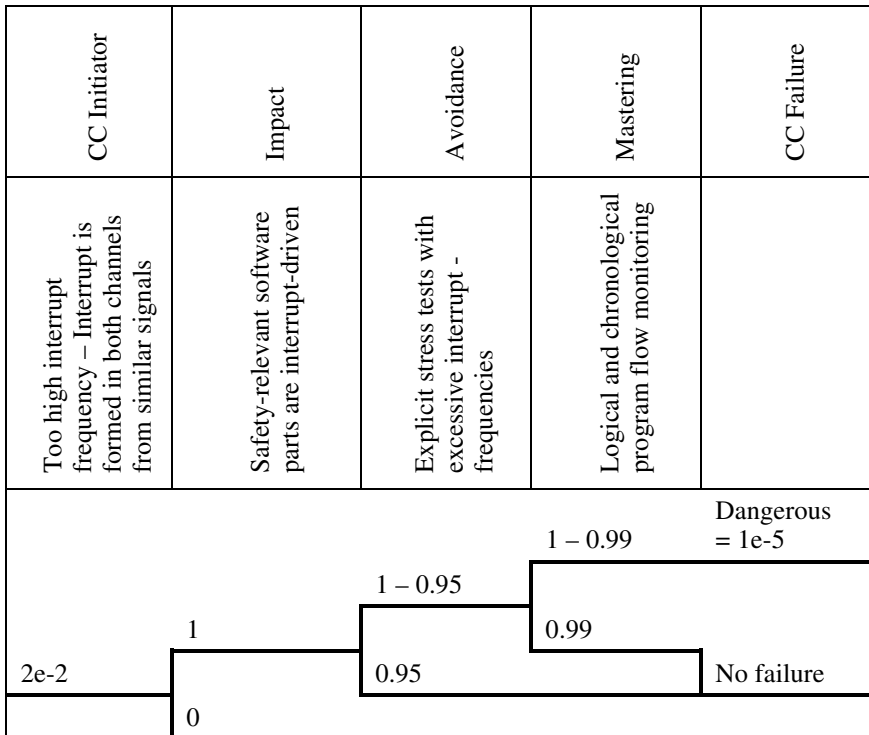 CC Initiator
Impact
Avoidance
Mastering
CC Failure
Too high interrupt
frequency – Interrupt is
formed in both channels
from similar signals
Safety-relevant software
parts are interrupt-driven
Explicit stress tests with
excessive interrupt -
frequencies
Logical and chronological
program flow monitoring
Dangerous
= 1e-5
1 – 0.99
1 – 0.95
1
0.99
2e-2
0.95
No failure
0